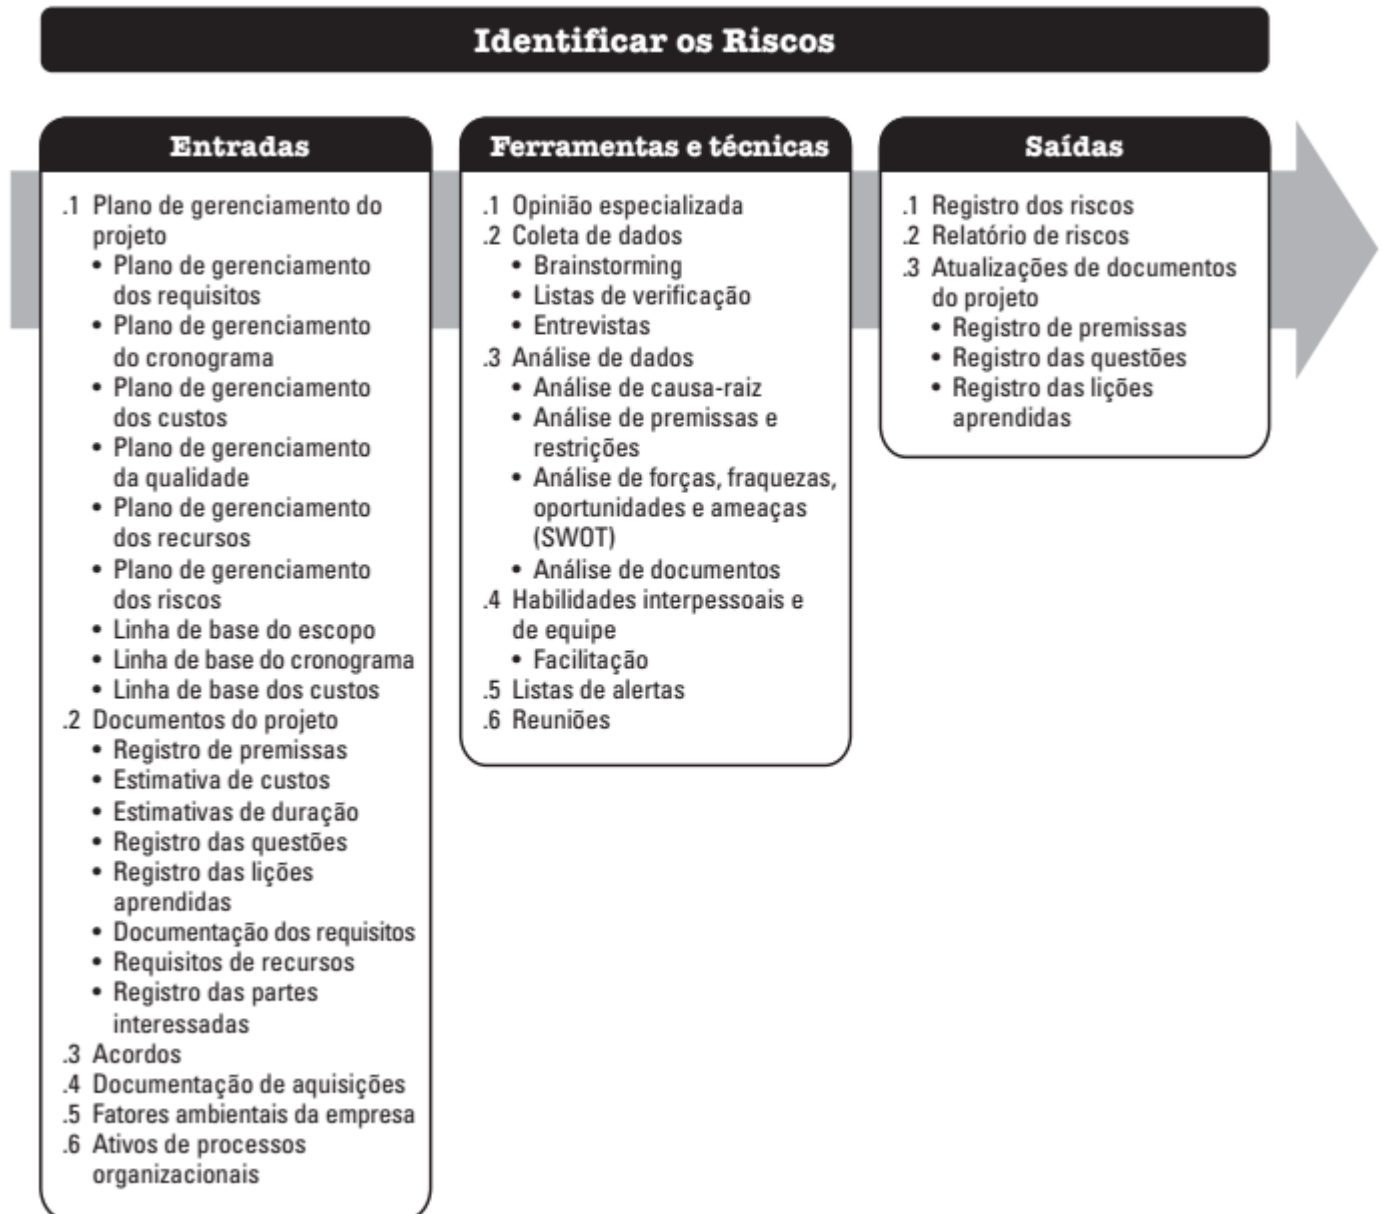 Identificar os Riscos
Entradas
.1 Plano de gerenciamento do
projeto
• Plano de gerenciamento
dos requisitos
• Plano de gerenciamento
do cronograma
• Plano de gerenciamento
dos custos
• Plano de gerenciamento
da qualidade
• Plano de gerenciamento
dos recursos
• Plano de gerenciamento
dos riscos
• Linha de base do escopo
• Linha de base do cronograma
• Linha de base dos custos
.2 Documentos do projeto
• Registro de premissas
• Estimativa de custos
• Estimativas de duração
• Registro das questões
• Registro das lições
aprendidas
• Documentação dos requisitos
• Requisitos de recursos
• Registro das partes
interessadas
.3 Acordos
.4 Documentação de aquisições
.5 Fatores ambientais da empresa
.6 Ativos de processos
organizacionais
Ferramentas e técnicas
.1 Opinião especializada
.2 Coleta de dados
• Brainstorming
• Listas de verificação
• Entrevistas
.3 Análise de dados
• Análise de causa-raiz
• Análise de premissas e
restrições
• Análise de forças, fraquezas,
oportunidades e ameaças
(SWOT)
• Análise de documentos
.4 Habilidades interpessoais e
de equipe
• Facilitação
.5 Listas de alertas
.6 Reuniões
Saídas
.1 Registro dos riscos
.2 Relatório de riscos
.3 Atualizações de documentos
do projeto
• Registro de premissas
• Registro das questões
• Registro das lições
aprendidas